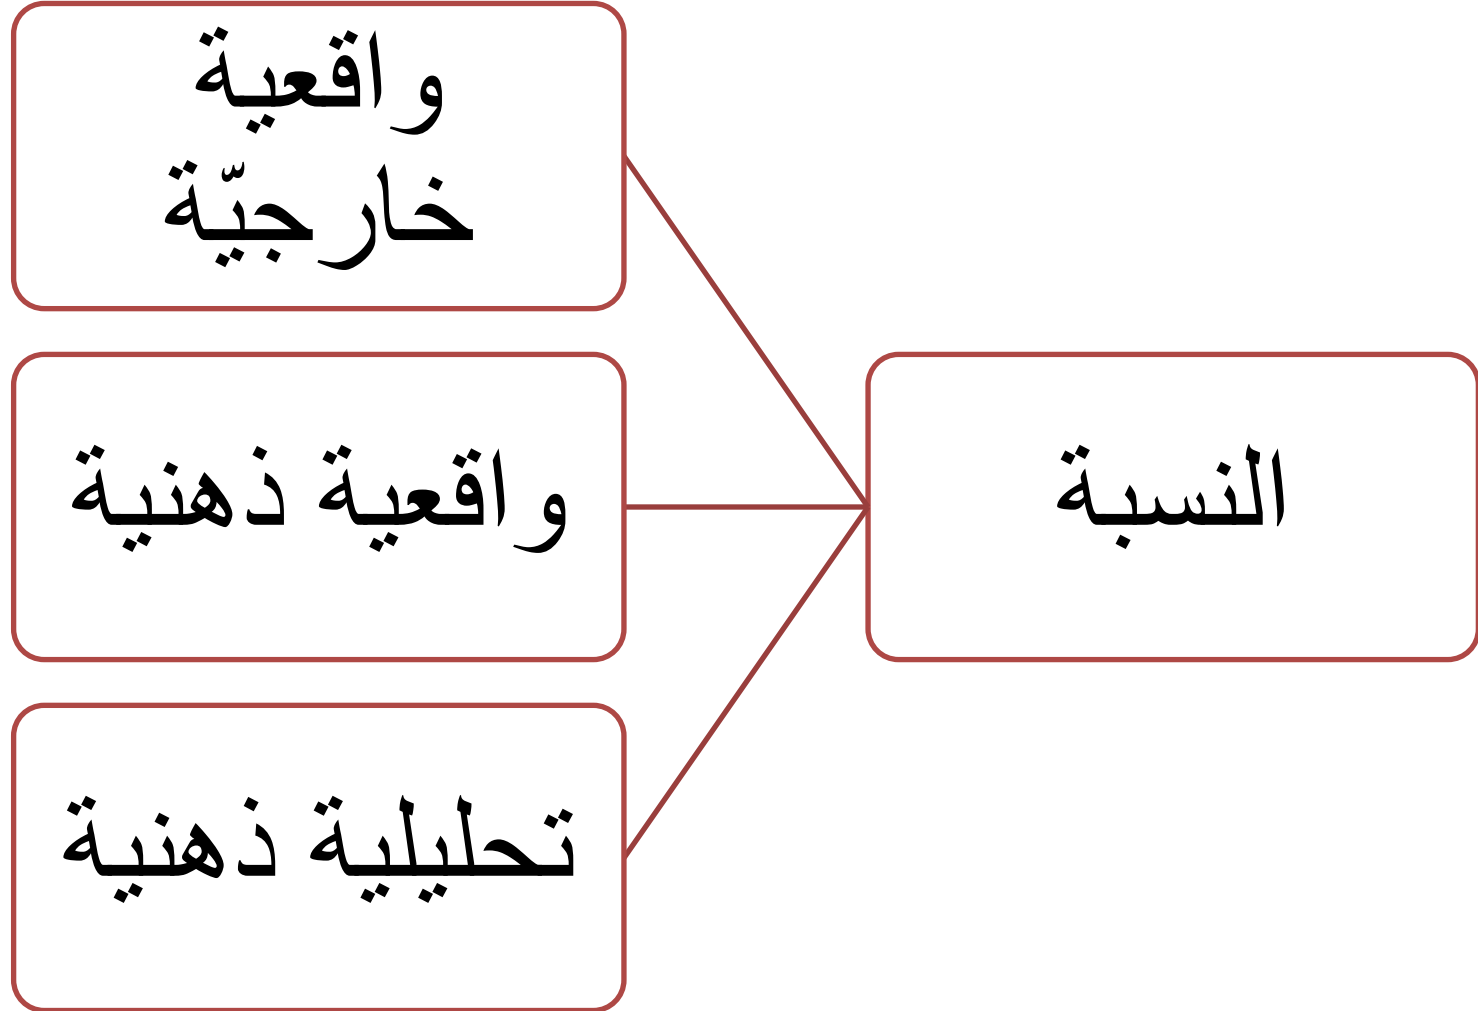 النسبة
واقعية
خارجيّة
واقعية ذهنية
تحليلية ذهنية